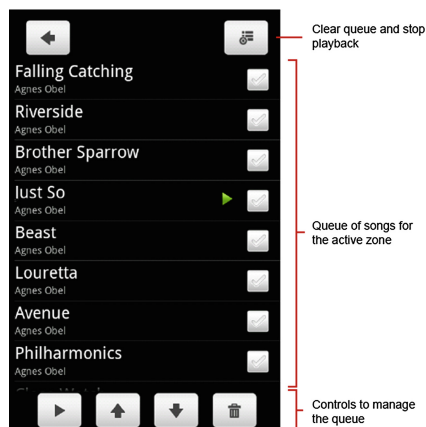 Clear queue and stop
playback
Falling Catching
Agnes Obel
Riverside
Agnes Obel
Brother Sparrow
Agnes Obel
Just So
Agnes Obel
Beast
Agnes Obel
Louretta
Agnes Obel
Avenue
Agnes Obel
Philharmonics
Agnes Obel
Queue of songs for
the active zone
Controls to manage
the queue